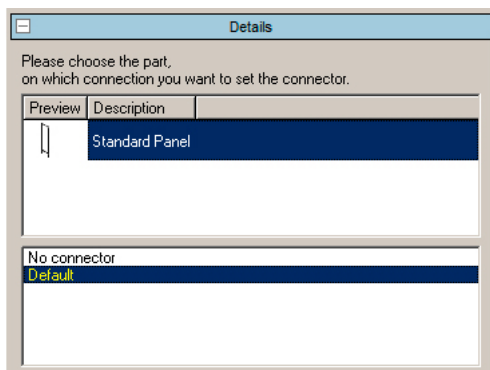 Details
Please choose the part,
on which connection you want to set the connector.
Preview Description
Standard Panel
No connector
Default